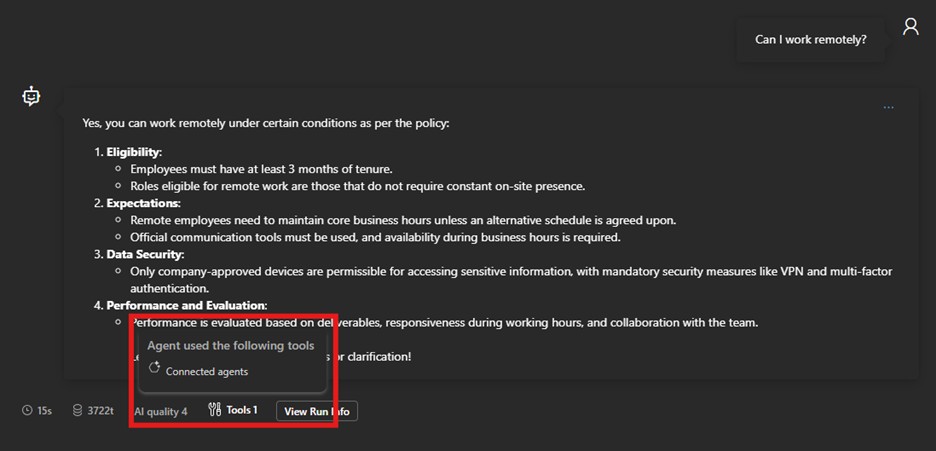 Can I work remotely?
...
Yes, you can work remotely under certain conditions as per the policy:
1. Eligibility:
Employees must have at least 3 months of tenure.
Roles eligible for remote work are those that do not require constant on-site presence.
2. Expectations:
Remote employees need to maintain core business hours unless an alternative schedule is agreed upon.
Official communication tools must be used, and availability during business hours is required.
3. Data Security:
Only company-approved devices are permissible for accessing sensitive information, with mandatory security measures like VPN and multi-factor
authentication.
4. Performance and Evaluation:
Performance is evaluated based on deliverables, responsiveness during working hours, and collaboration with the team.
Agent used the following tools
or clarification!
Connected agents
15s 3722t AI quality 4 Tools 1 View Run Info